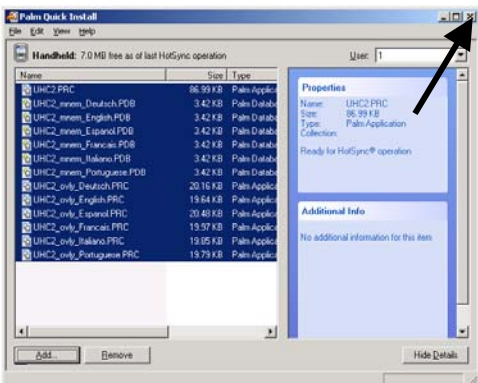 Palm Quick Install
File Edit View Help
Handheld: 7.0 MB free as of last HotSync operation User: 1
Name Size Type
UHC2.PRC 86.99 KB Palm Applica
UHC2_mnem_Deutsch.PDB 3.42 KB Palm Databa
UHC2_mnem_English.PDB 3.42 KB Palm Databa
UHC2_mnem_Espanol.PDB 3.42 KB Palm Databa
UHC2_mnem_Francais.PDB 3.42 KB Palm Databa
UHC2_mnem_Italiano.PDB 3.42 KB Palm Databa
UHC2_mnem_Portuguese.PDB 3.42 KB Palm Databa
UHC2_ovly_Deutsch.PRC 20.16 KB Palm Applica
UHC2_ovly_English.PRC 19.64 KB Palm Applica
UHC2_ovly_Espanol.PRC 20.48 KB Palm Applica
UHC2_ovly_Francais.PRC 19.97 KB Palm Applica
UHC2_ovly_Italiano.PRC 19.85 KB Palm Applica
UHC2_ovly_Portuguese.PRC 19.79 KB Palm Applica
Properties
Name: UHC2.PRC
Size: 86.99 KB
Type: Palm Application
Collection:
Ready for HotSync® operation
Additional Info
No additional information for this item
Add... Remove Hide Details